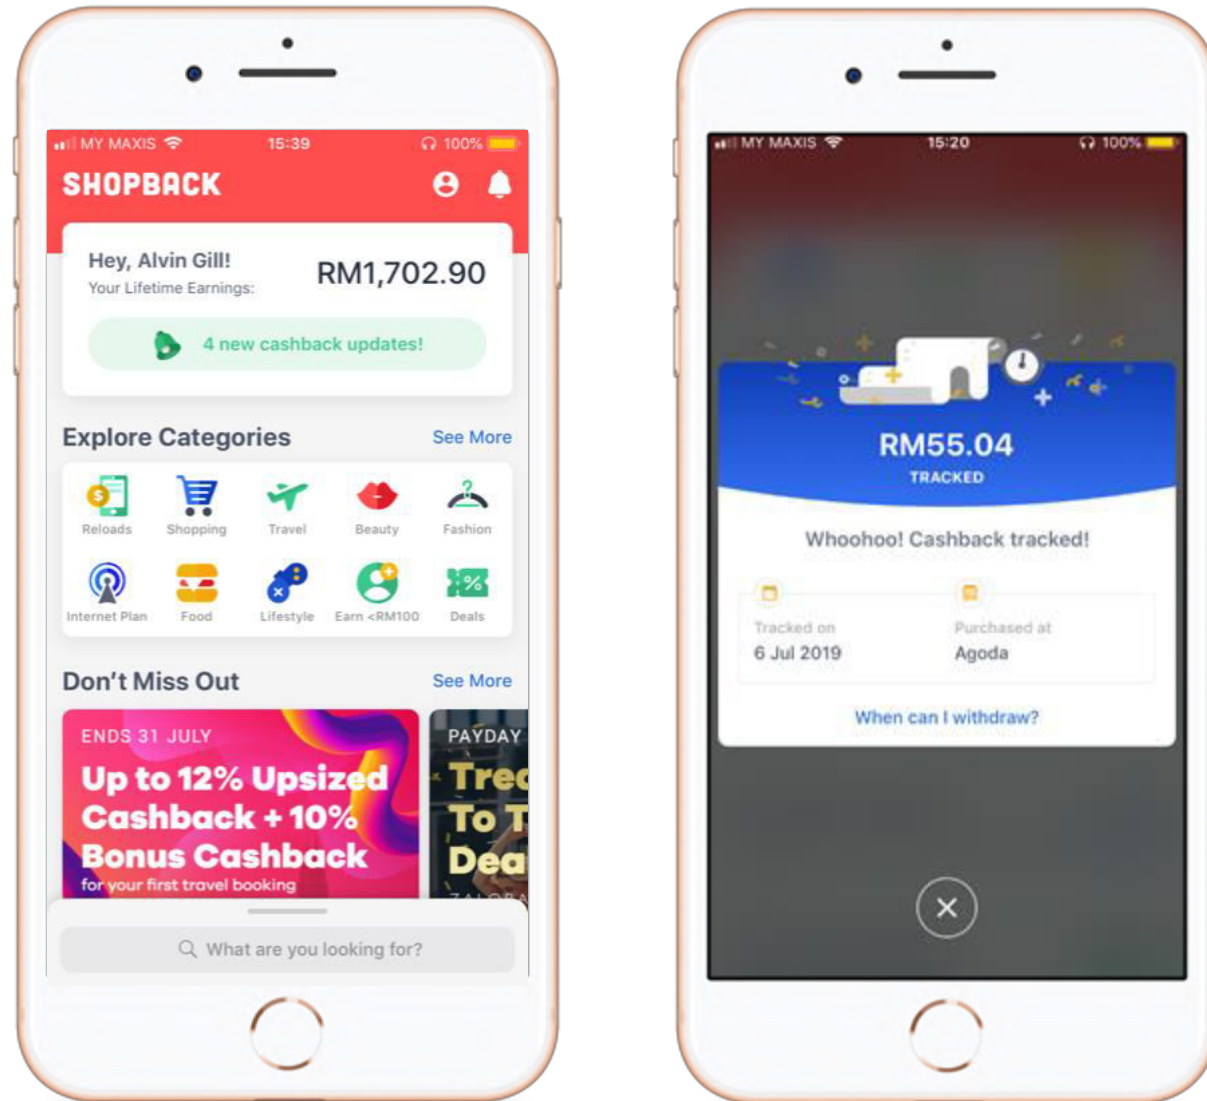 MY MAXIS 15:39 100%
SHOPBACK
Hey, Alvin Gill!
Your Lifetime Earnings:
RM1,702.90
4 new cashback updates!
Explore Categories See More
Reloads Shopping Travel Beauty Fashion
Internet Plan Food Lifestyle Earn <RM100 Deals
Don't Miss Out See More
ENDS 31 JULY
Up to 12% Upsized
Cashback + 10%
Bonus Cashback
for your first travel booking
PAYDAY
Trea
To T
Dea
ZALORA
What are you looking for?
MY MAXIS 15:20 100%
RM55.04
TRACKED
Whoohoo! Cashback tracked!
Tracked on Purchased at
6 Jul 2019 Agoda
When can I withdraw?